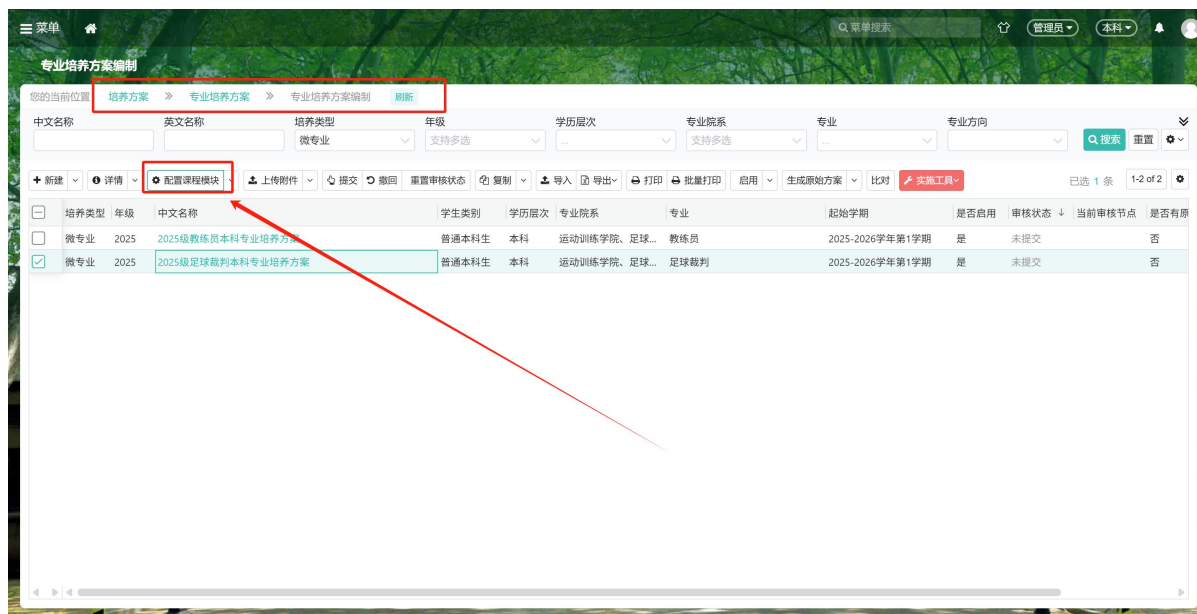 菜单 菜单搜索 管理员 本科
专业培养方案编制
您的当前位置 培养方案 专业培养方案 专业培养方案编制 刷新
中文名称 英文名称 培养类型 年级 学历层次 专业院系 专业 专业方向
微专业 支持多选 ... 支持多选 ... 搜索 重置
+ 新建 详情 配置课程模块 上传附件 提交 撤回 重置审核状态 复制 导入 导出 打印 批量打印 启用 生成原始方案 比对 实施工具 已选 1 条 1-2 of 2
培养类型 年级 中文名称 学生类别 学历层次 专业院系 专业 起始学期 是否启用 审核状态 ↓ 当前审核节点 是否有原
微专业 2025 2025级教练员本科专业培养方案 普通本科生 本科 运动训练学院、足球... 教练员 2025-2026学年第1学期 是 未提交 否
微专业 2025 2025级足球裁判本科专业培养方案 普通本科生 本科 运动训练学院、足球... 足球裁判 2025-2026学年第1学期 是 未提交 否